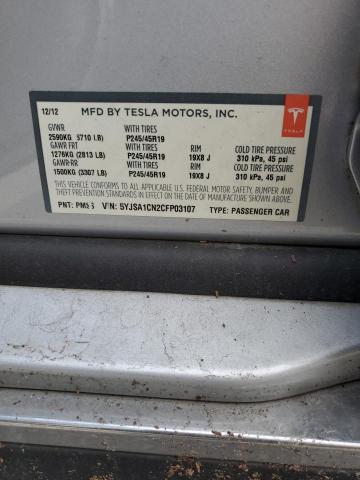 12/12 MFD BY TESLA MOTORS, INC.
GVWR WITH TIRES
2590KG 5710 LB) P245/45R19
GAWR FRT WITH TIRES RIM COLD TIRE PRESSURE
1276KG (2813 LB) P245/45R19 19X8 J 310 kPa, 45 psi
GAWR-RR WITH TIRES RIM COLD TIRE PRESSURE
1500KG (3307 LB) P245/45R19 19X8 J 310 kPa, 45 psi
THIS VEHICLE CONFORMS TO ALL APPLICABLE U.S. FEDERAL MOTOR VEHICLE SAFETY, BUMPER AND
THEFT PREVENTION STANDARDS IN EFFECT ON THE DATE OF MANUFACTURE SHOWN ABOVE
PNT: VIN: 5YJSA1CN2CFP03107 TYPE: PASSENGER CAR
TESLA